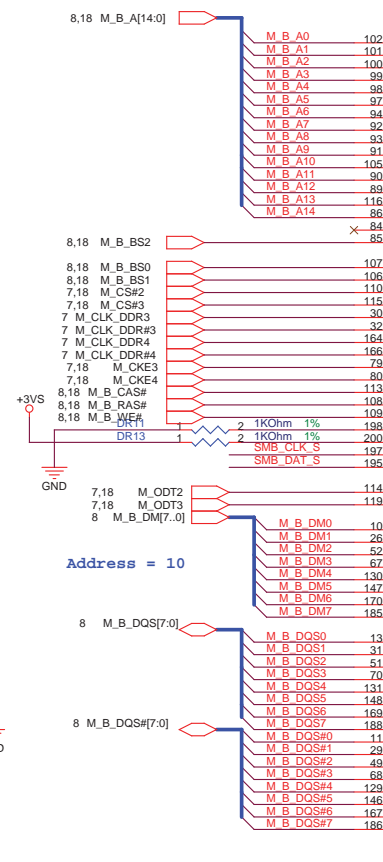 8,18 M_B_A[14:0]
M_B_A0 102
M_B_A1 101
M_B_A2 100
M_B_A3 99
M_B_A4 98
M_B_A5 97
M_B_A6 94
M_B_A7 92
M_B_A8 93
M_B_A9 91
M_B_A10 105
M_B_A11 90
M_B_A12 89
M_B_A13 116
M_B_A14 86
84
8,18 M_B_BS2 85
8,18 M_B_BS0 107
8,18 M_B_BS1 106
7,18 M_CS#2 110
7,18 M_CS#3 115
7 M_CLK_DDR3 30
7 M_CLK_DDR#3 32
7 M_CLK_DDR4 164
7 M_CLK_DDR#4 166
7,18 M_CKE3 79
7,18 M_CKE4 80
8,18 M_B_CAS# 113
8,18 M_B_RAS# 108
8,18 M_B_WE# 109
+3VS
DR11 1 2 1KOhm 1% 198
DR13 1 2 1KOhm 1% 200
SMB_CLK_S 197
SMB_DAT_S 195
GND
7,18 M_ODT2 114
7,18 M_ODT3 119
8 M_B_DM[7..0]
M_B_DM0 10
M_B_DM1 26
M_B_DM2 52
M_B_DM3 67
M_B_DM4 130
M_B_DM5 147
M_B_DM6 170
M_B_DM7 185
Address = 10
8 M_B_DQS[7:0]
M_B_DQS0 13
M_B_DQS1 31
M_B_DQS2 51
M_B_DQS3 70
M_B_DQS4 131
M_B_DQS5 148
M_B_DQS6 169
M_B_DQS7 188
8 M_B_DQS#[7:0]
M_B_DQS#0 11
M_B_DQS#1 29
M_B_DQS#2 49
M_B_DQS#3 68
M_B_DQS#4 129
M_B_DQS#5 146
M_B_DQS#6 167
M_B_DQS#7 186